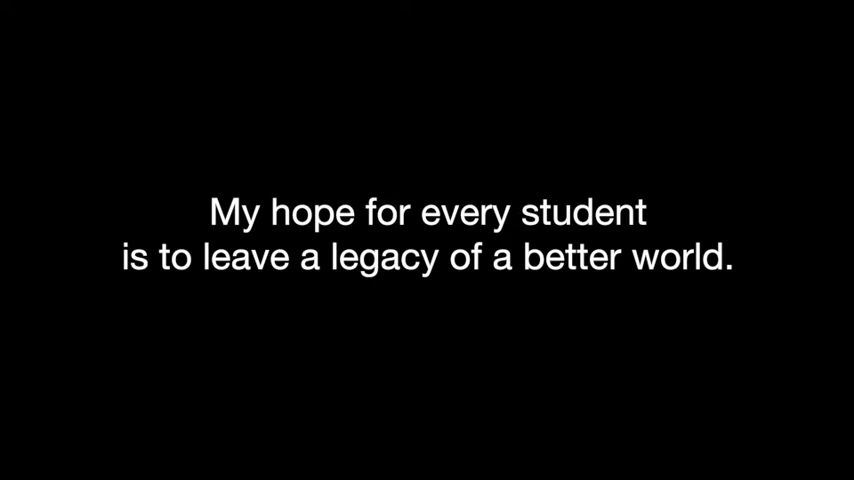 My hope for every student
is to leave a legacy of a better world.